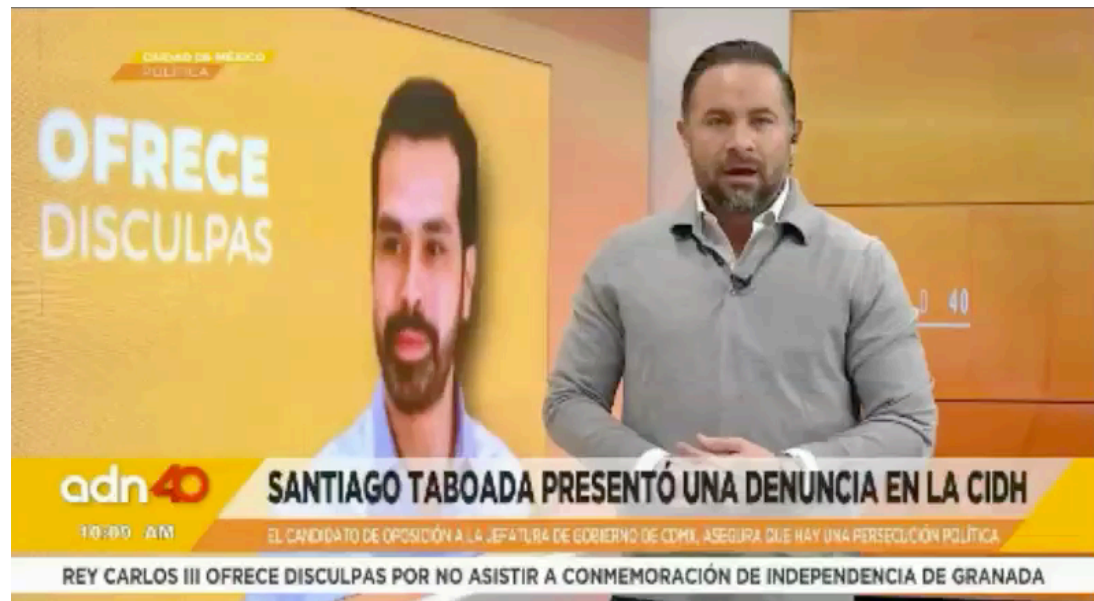 CIUDAD DE MÉXICO
POLÍTICA
OFRECE
DISCULPAS
40
adn40
SANTIAGO TABOADA PRESENTÓ UNA DENUNCIA EN LA CIDH
AM
EL CANDIDATO DE OPOSICIÓN A LA JEFATURA DE GOBIERNO DE CDMX, ASEGURA QUE HAY UNA PERSECUCIÓN POLÍTICA
REY CARLOS III OFRECE DISCULPAS POR NO ASISTIR A CONMEMORACIÓN DE INDEPENDENCIA DE GRANADA